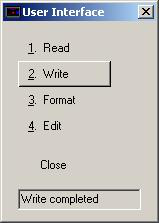 User Interface
1. Read
2. Write
3. Format
4. Edit
Close
Write completed